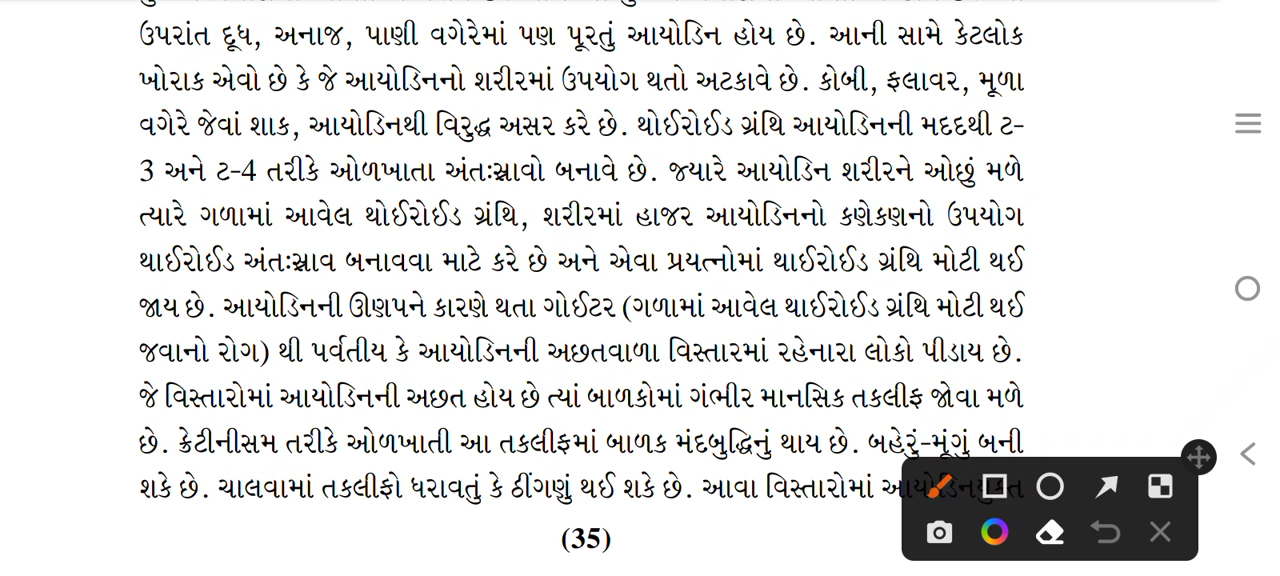 ઉપરાંત દૂધ, અનાજ, પાણી વગેરેમાં પણ પૂરતું આયોડિન હોય છે. આની સામે કેટલોક
ખોરાક એવો છે કે જે આયોડિનનો શરીરમાં ઉપયોગ થતો અટકાવે છે. કોબી, ફલાવર, મૂળા
વગેરે જેવાં શાક, આયોડિનથી વિરુદ્ધ અસર કરે છે. થોઈરોઈડ ગ્રંથિ આયોડિનની મદદથી ટ-
3 અને ટ-4 તરીકે ઓળખાતા અંતઃસ્રાવો બનાવે છે. જ્યારે આયોડિન શરીરને ઓછું મળે
ત્યારે ગળામાં આવેલ થોઈરોઈડ ગ્રંથિ, શરીરમાં હાજર આયોડિનનો કણેકણનો ઉપયોગ
થાઈરોઈડ અંતઃસ્રાવ બનાવવા માટે કરે છે અને એવા પ્રયત્નોમાં થાઈરોઈડ ગ્રંથિ મોટી થઈ
જાય છે. આયોડિનની ઊણપને કારણે થતા ગોઈટર (ગળામાં આવેલ થાઈરોઈડ ગ્રંથિ મોટી થઈ
જવાનો રોગ) થી પર્વતીય કે આયોડિનની અછતવાળા વિસ્તારમાં રહેનારા લોકો પીડાય છે.
જે વિસ્તારોમાં આયોડિનની અછત હોય છે ત્યાં બાળકોમાં ગંભીર માનસિક તકલીફ જોવા મળે
છે. ક્રેટીનીસમ તરીકે ઓળખાતી આ તકલીફમાં બાળક મંદબુદ્ધિનું થાય છે. બહેરું-મૂંગું બની
શકે છે. ચાલવામાં તકલીફો ધરાવતું કે ઠીંગણું થઈ શકે છે. આવા વિસ્તારોમાં આયોડિનયુક્ત
(35)